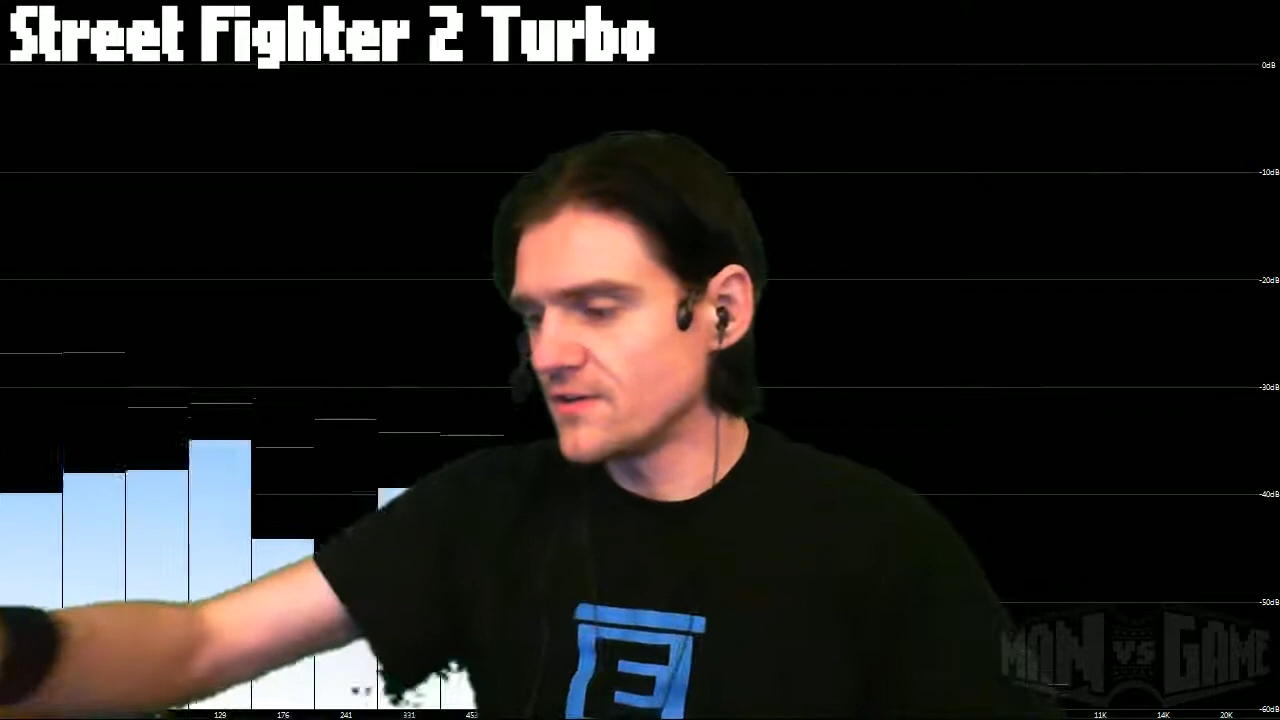 Street Fighter 2 Turbo
0dB
-10dB
-20dB
-30dB
-40dB
-50dB
MAN VS GAME
-60dB
129 176 241 331 453 11K 14K 20K
E